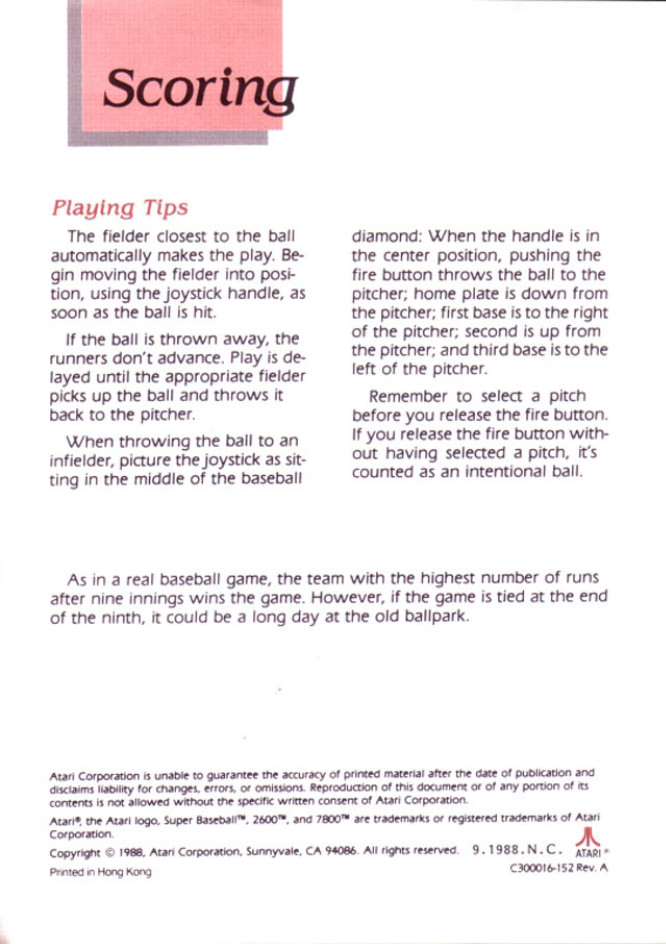 Scoring
Playing Tips
The fielder closest to the ball
automatically makes the play. Be-
gin moving the fielder into posi-
tion, using the joystick handle, as
soon as the ball is hit.
If the ball is thrown away, the
runners don't advance. Play is de-
layed until the appropriate fielder
picks up the ball and throws it
back to the pitcher.
When throwing the ball to an
infielder, picture the joystick as sit-
ting in the middle of the baseball
diamond: When the handle is in
the center position, pushing the
fire button throws the ball to the
pitcher; home plate is down from
the pitcher; first base is to the right
of the pitcher; second is up from
the pitcher; and third base is to the
left of the pitcher.
Remember to select a pitch
before you release the fire button.
If you release the fire button with-
out having selected a pitch, it's
counted as an intentional ball.
As in a real baseball game, the team with the highest number of runs
after nine innings wins the game. However, if the game is tied at the end
of the ninth, it could be a long day at the old ballpark.
Atari Corporation is unable to guarantee the accuracy of printed material after the date of publication and
disclaims liability for changes, errors, or omissions. Reproduction of this document or of any portion of its
contents is not allowed without the specific written consent of Atari Corporation.
Atari®, the Atari logo, Super Baseball™, 2600™, and 7800™ are trademarks or registered trademarks of Atari
Corporation.
Copyright © 1988, Atari Corporation, Sunnyvale, CA 94086. All rights reserved. 9.1988.N.C. ATARI®
Printed in Hong Kong C300016-152 Rev. A